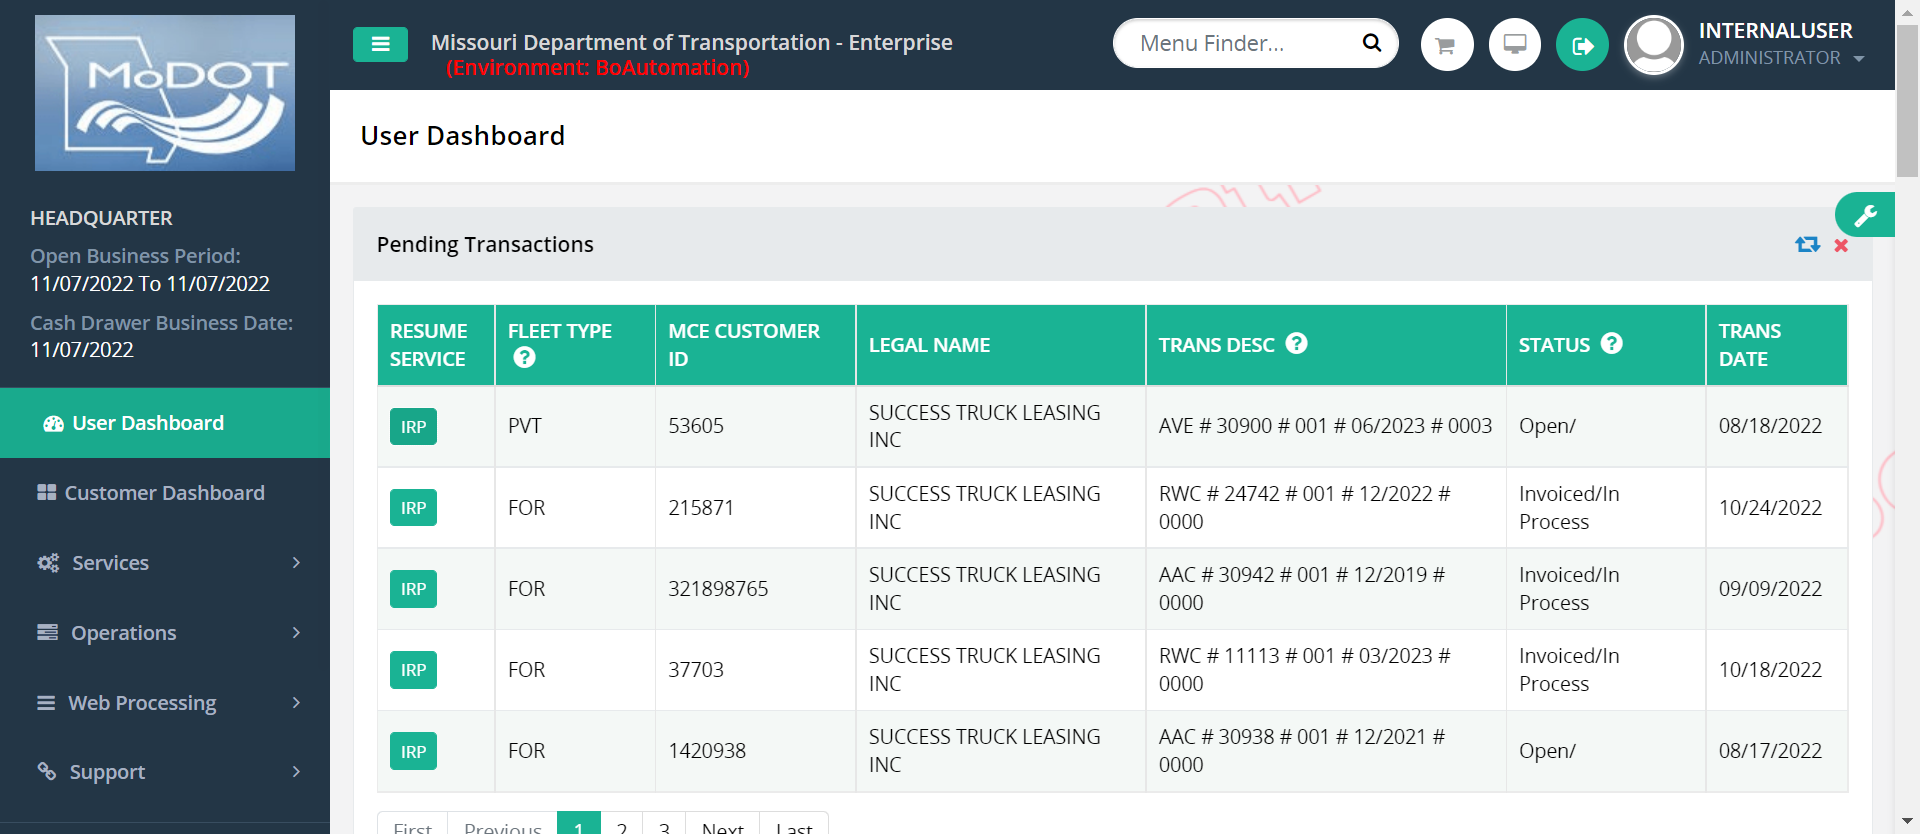 MoDOT
Missouri Department of Transportation - Enterprise
(Environment: BoAutomation)
Menu Finder...
INTERNALUSER
ADMINISTRATOR
HEADQUARTER
Open Business Period:
11/07/2022 To 11/07/2022
Cash Drawer Business Date:
11/07/2022
User Dashboard
Customer Dashboard
Services
Operations
Web Processing
Support
User Dashboard
Pending Transactions
RESUME SERVICE FLEET TYPE ? MCE CUSTOMER ID LEGAL NAME TRANS DESC ? STATUS ? TRANS DATE
IRP PVT 53605 SUCCESS TRUCK LEASING INC AVE # 30900 # 001 # 06/2023 # 0003 Open/ 08/18/2022
IRP FOR 215871 SUCCESS TRUCK LEASING INC RWC # 24742 # 001 # 12/2022 # 0000 Invoiced/In Process 10/24/2022
IRP FOR 321898765 SUCCESS TRUCK LEASING INC AAC # 30942 # 001 # 12/2019 # 0000 Invoiced/In Process 09/09/2022
IRP FOR 37703 SUCCESS TRUCK LEASING INC RWC # 11113 # 001 # 03/2023 # 0000 Invoiced/In Process 10/18/2022
IRP FOR 1420938 SUCCESS TRUCK LEASING INC AAC # 30938 # 001 # 12/2021 # 0000 Open/ 08/17/2022
First Previous 1 2 3 Next Last